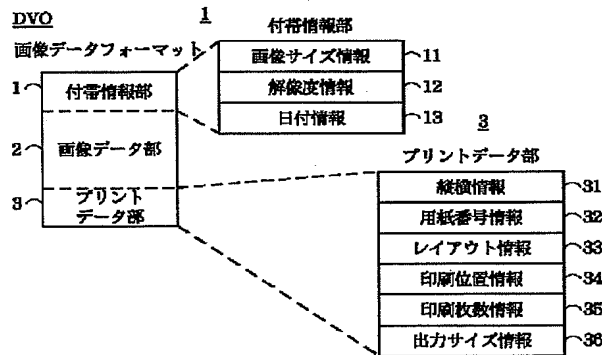 DVO
画像データフォーマット
1 付帯情報部
2 画像データ部
3 プリント
データ部
1
付帯情報部
画像サイズ情報 11
解像度情報 12
日付情報 13
3
プリントデータ部
縦横情報 31
用紙番号情報 32
レイアウト情報 33
印刷位置情報 34
印刷枚数情報 35
出力サイズ情報 36